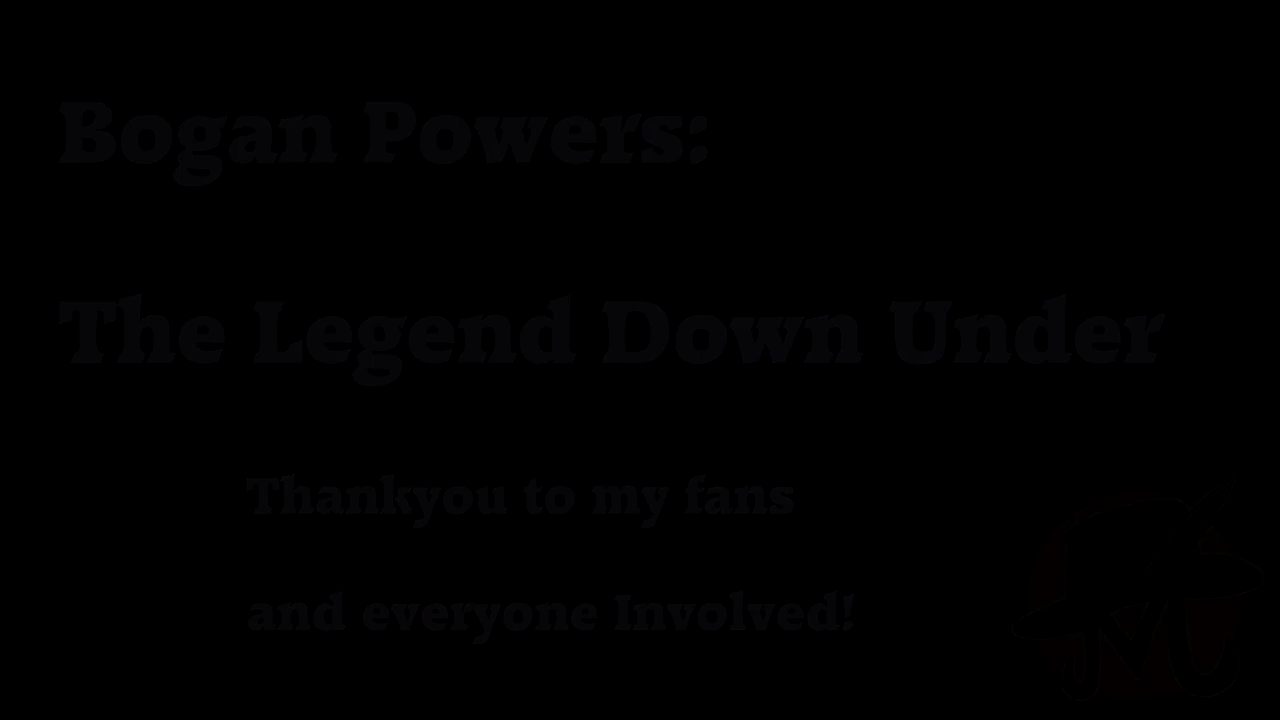 Bogan Powers:
The Legend Down Under
Thankyou to my fans
and everyone Involved!